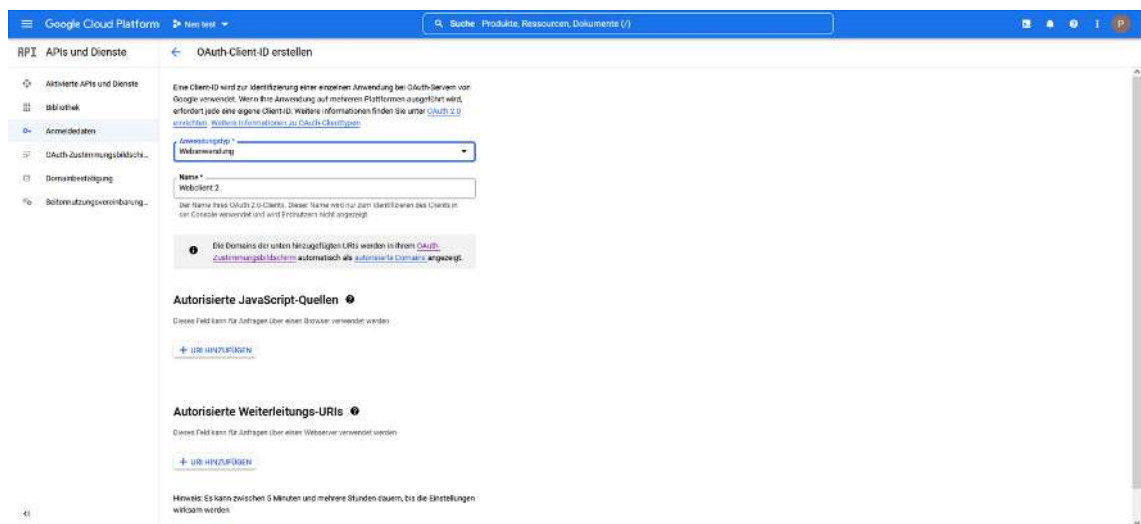 Google Cloud Platform
Neo test
Suche Produkte, Ressourcen, Dokumente (/)
P
API APIs und Dienste
OAuth-Client-ID erstellen
Aktivierte APIs und Dienste
Bibliothek
Anmeldedaten
OAuth-Zustimmungsbildschi...
Domainbestätigung
Seitennutzungsvereinbarung...
Eine Client-ID wird zur Identifizierung einer einzelnen Anwendung bei OAuth-Servern von
Google verwendet. Wenn Ihre Anwendung auf mehreren Plattformen ausgeführt wird,
erfordert jede eine eigene Client-ID. Weitere Informationen finden Sie unter OAuth 2.0
einrichten. Weitere Informationen zu OAuth-Clienttypen
Anwendungstyp *
Webanwendung
Name *
Webclient 2
Der Name Ihres OAuth 2.0-Clients. Dieser Name wird nur zum Identifizieren des Clients in
der Console verwendet und wird Endnutzern nicht angezeigt.
Die Domains der unten hinzugefügten URIs werden in Ihrem OAuth-
Zustimmungsbildschirm automatisch als autorisierte Domains angezeigt.
Autorisierte JavaScript-Quellen
Dieses Feld kann für Anfragen über einen Browser verwendet werden
+ URI HINZUFÜGEN
Autorisierte Weiterleitungs-URIs
Dieses Feld kann für Anfragen über einen Webserver verwendet werden
+ URI HINZUFÜGEN
Hinweis: Es kann zwischen 5 Minuten und mehrere Stunden dauern, bis die Einstellungen
wirksam werden